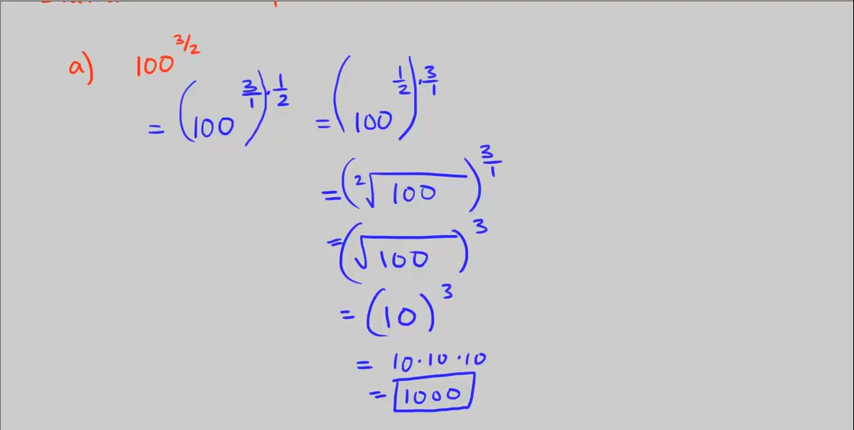 a) 100^3/2
= (100^3/1)^·1/2 = (100^1/2)^·3/1
= (²√100)^3/1
= (√100)^3
= (10)^3
= 10·10·10
= 1000